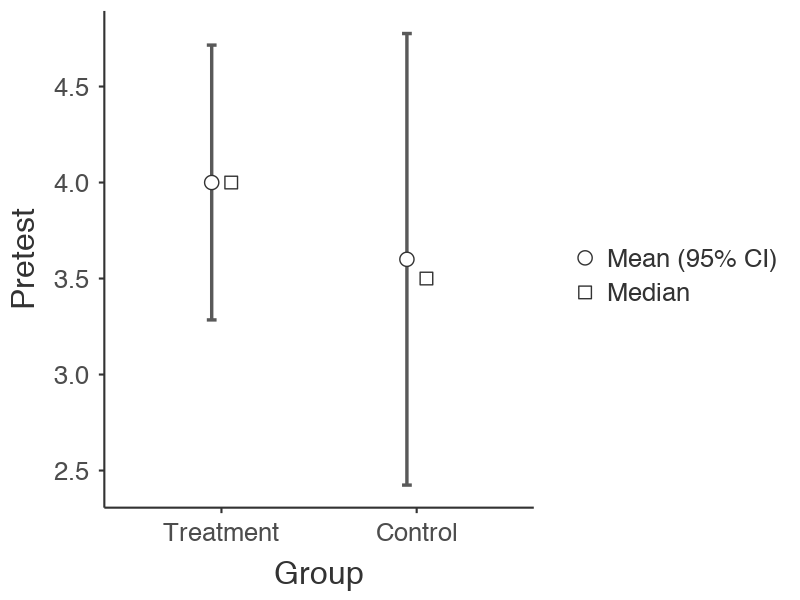 4.5
4.0
3.5
3.0
2.5
Pretest
Treatment
Control
Group
Mean (95% CI)
Median